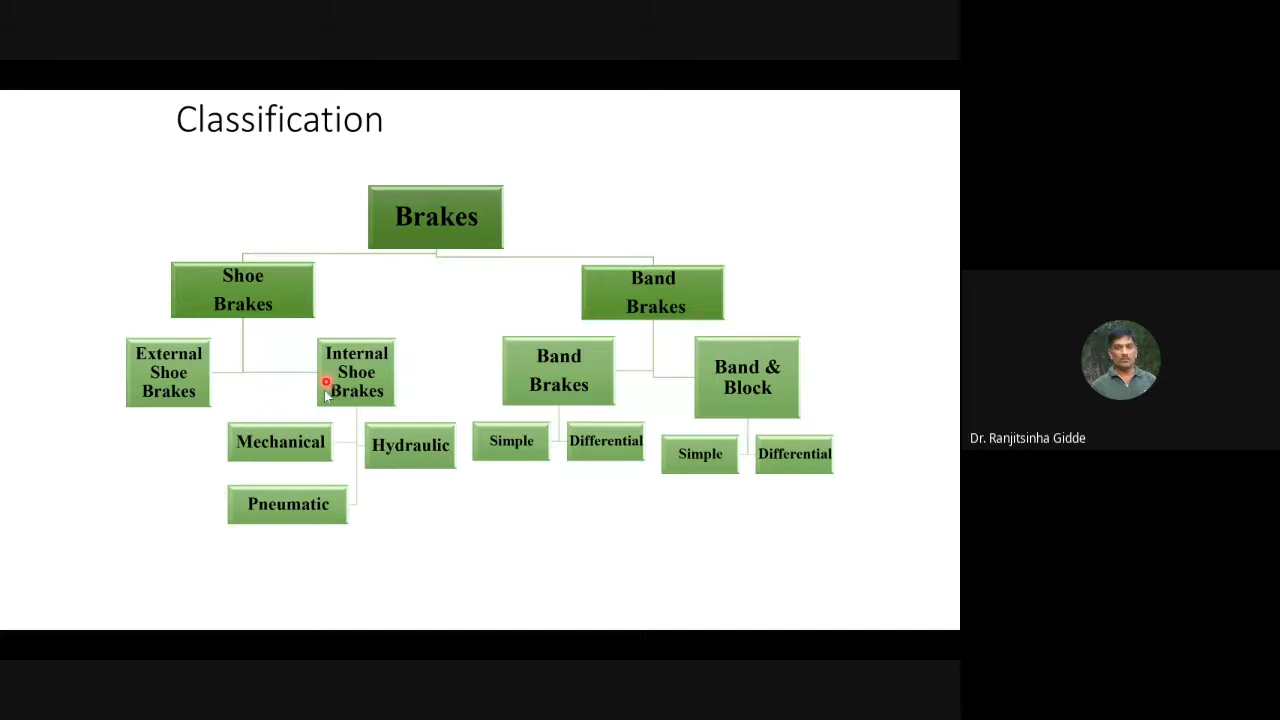 Classification
Brakes
Shoe
Brakes
Band
Brakes
External
Shoe
Brakes
Internal
Shoe
Brakes
Band
Brakes
Band &
Block
Mechanical
Hydraulic
Simple
Differential
Simple
Differential
Pneumatic
Dr. Ranjitsinha Gidde